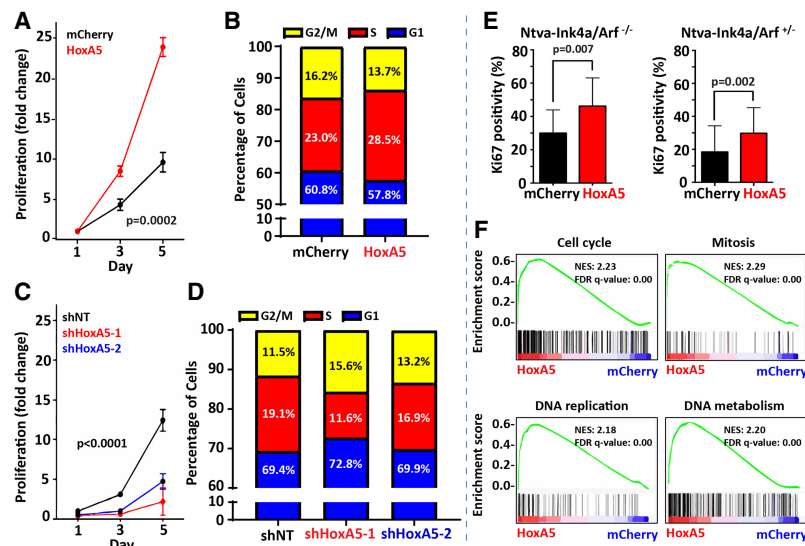 A
mCherry
HoxA5
Proliferation (fold change)
25
20
15
10
5
0
p=0.0002
1 3 5
Day
B
G2/M S G1
Percentage of Cells
100
90
80
70
60
50
10
0
16.2% 13.7%
23.0% 28.5%
60.8% 57.8%
mCherry HoxA5
C
shNT
shHoxA5-1
shHoxA5-2
Proliferation (fold change)
25
20
15
10
5
0
p<0.0001
1 3 5
Day
D
G2/M S G1
Percentage of Cells
100
90
80
70
60
10
0
11.5% 15.6% 13.2%
19.1% 11.6% 16.9%
69.4% 72.8% 69.9%
shNT shHoxA5-1 shHoxA5-2
E
Ntva-Ink4a/Arf -/-
Ki67 positivity (%)
80
60
40
20
0
p=0.007
mCherry HoxA5
Ntva-Ink4a/Arf +/-
Ki67 positivity (%)
80
60
40
20
0
p=0.002
mCherry HoxA5
F
Cell cycle
Enrichment score
0.6
0.4
0.2
0.0
NES: 2.23
FDR q-value: 0.00
HoxA5 mCherry
Mitosis
NES: 2.29
FDR q-value: 0.00
HoxA5 mCherry
DNA replication
Enrichment score
0.6
0.4
0.2
0.0
NES: 2.18
FDR q-value: 0.00
HoxA5 mCherry
DNA metabolism
NES: 2.20
FDR q-value: 0.00
HoxA5 mCherry